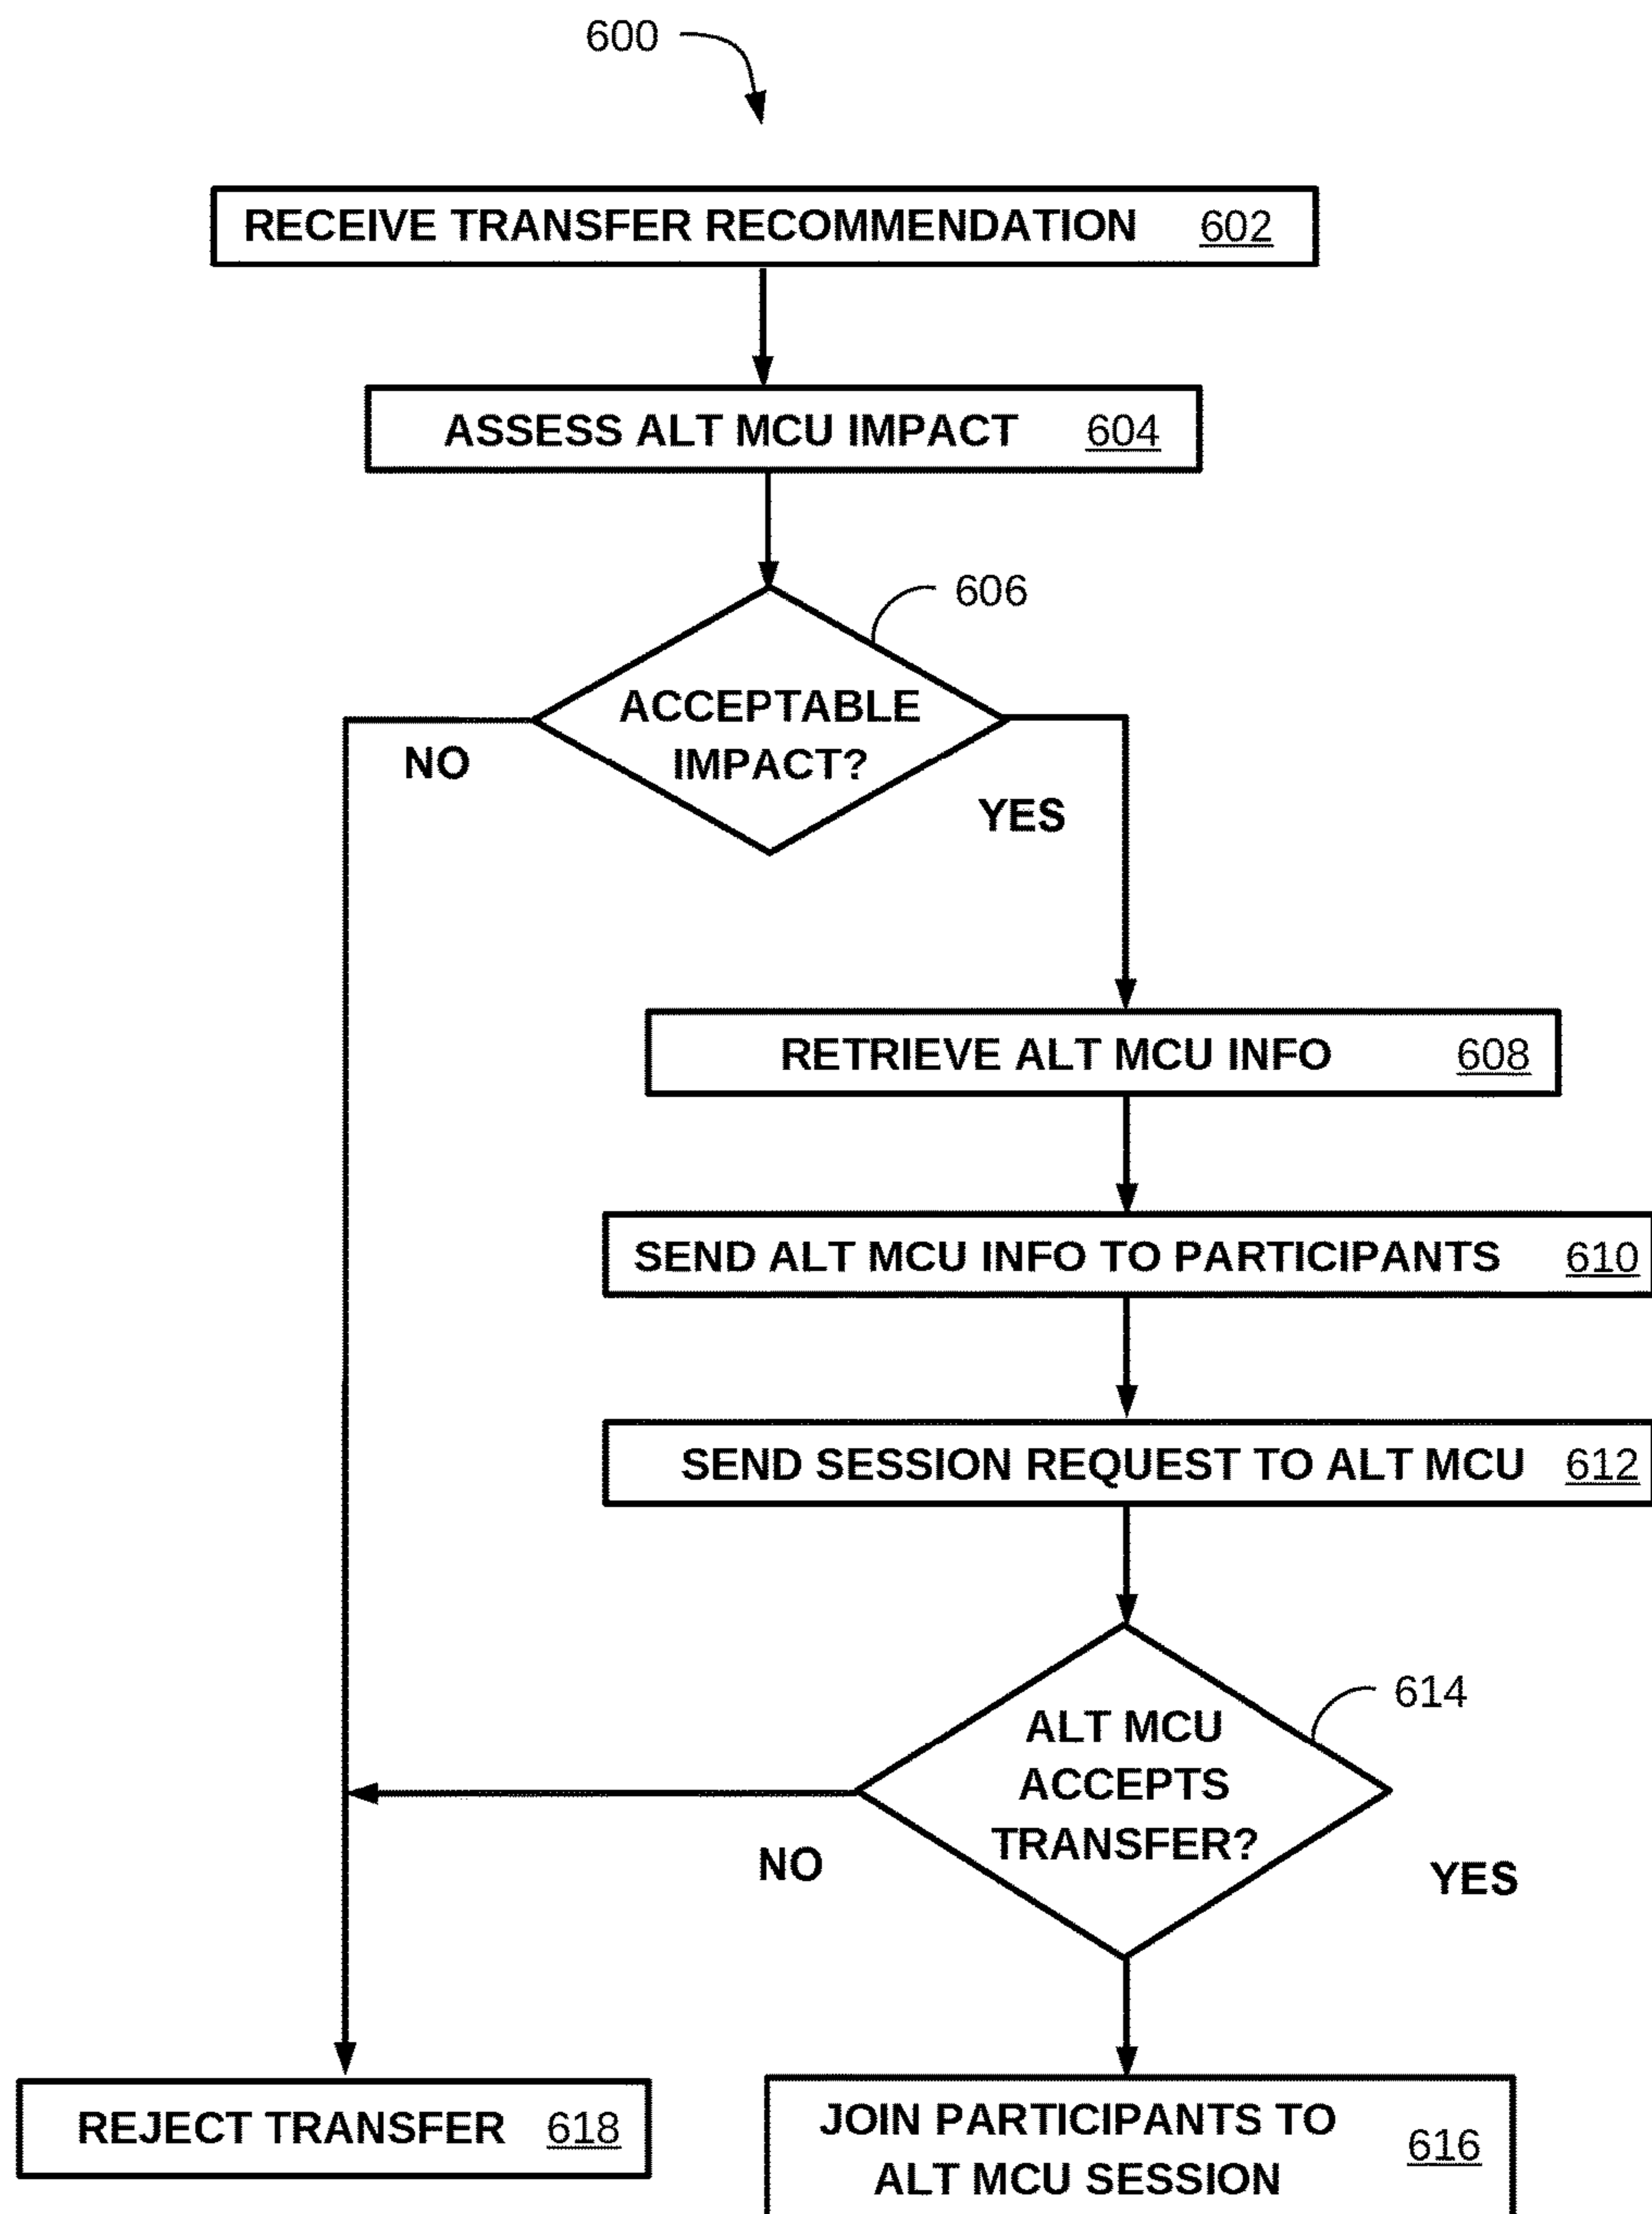 600
RECEIVE TRANSFER RECOMMENDATION 602
ASSESS ALT MCU IMPACT 604
606
ACCEPTABLE
IMPACT?
NO
YES
RETRIEVE ALT MCU INFO 608
SEND ALT MCU INFO TO PARTICIPANTS 610
SEND SESSION REQUEST TO ALT MCU 612
614
ALT MCU
ACCEPTS
TRANSFER?
NO
YES
REJECT TRANSFER 618
JOIN PARTICIPANTS TO
ALT MCU SESSION
616